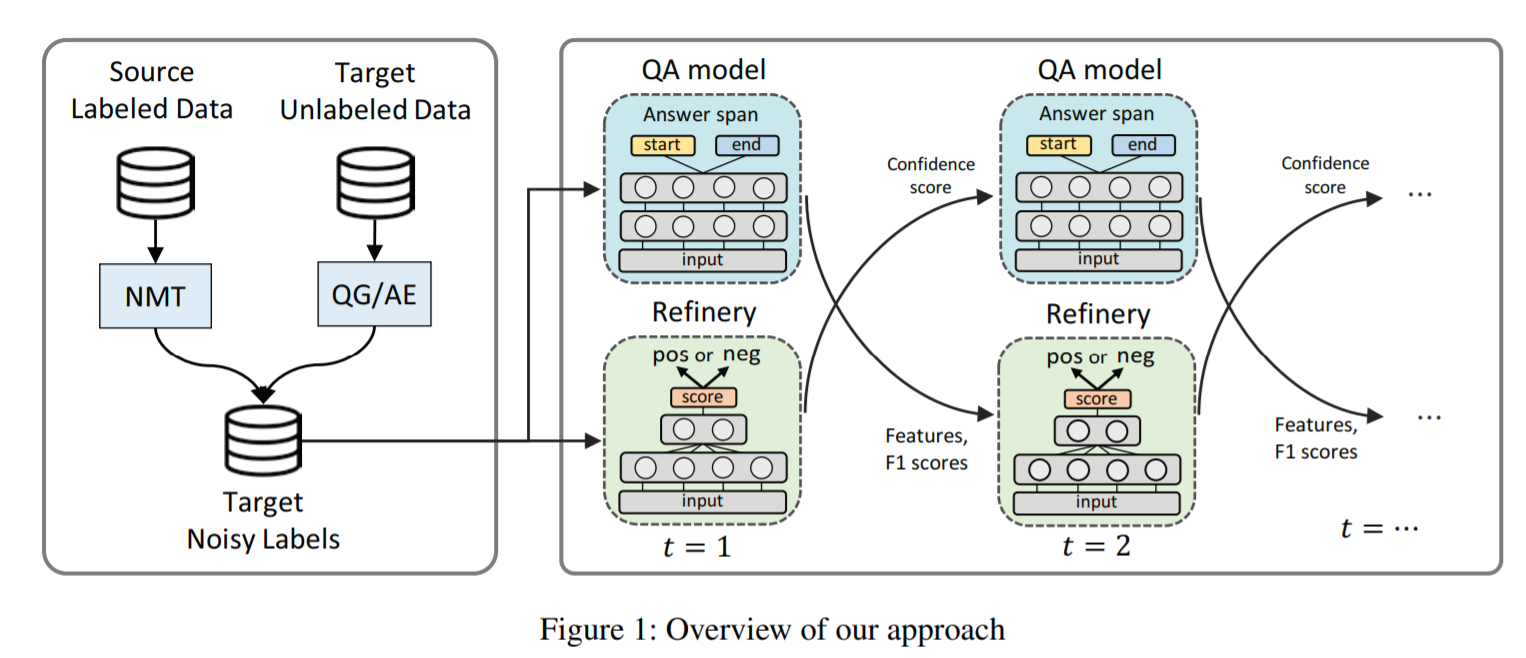 Source
Labeled Data
Target
Unlabeled Data
NMT
QG/AE
Target
Noisy Labels
QA model
Answer span
start
end
input
Refinery
pos or neg
score
input
t = 1
Confidence
score
Features,
F1 scores
QA model
Answer span
start
end
input
Refinery
pos or neg
score
input
t = 2
Confidence
score
...
Features,
F1 scores
...
t = ...
Figure 1: Overview of our approach